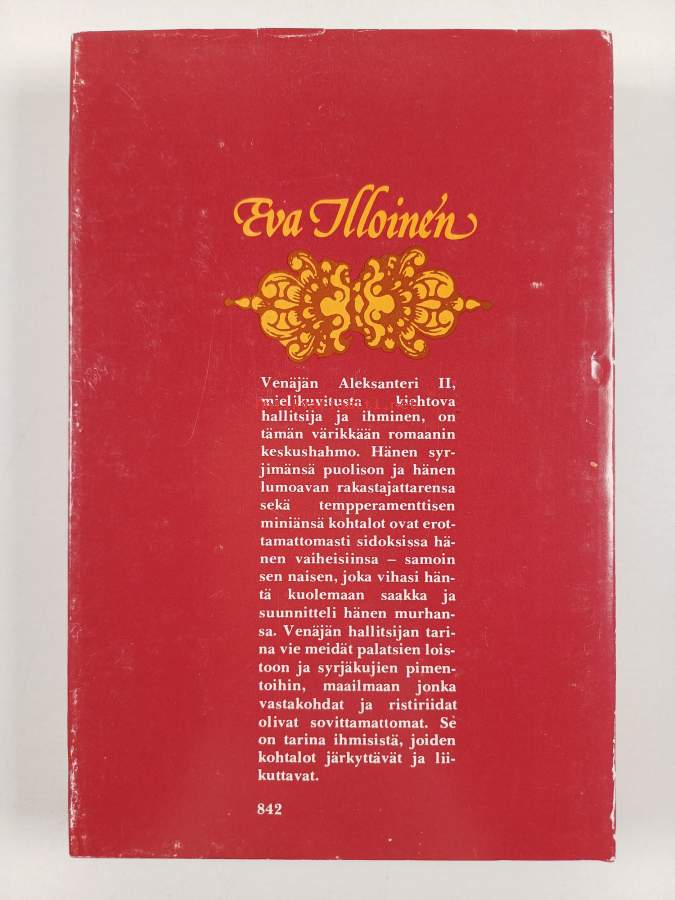 Eva Illoinen
Venäjän Aleksanteri II,
mielikuvitusta kiehtova
hallitsija ja ihminen, on
tämän värikkään romaanin
keskushahmo. Hänen syr-
jimänsä puolison ja hänen
lumoavan rakastajattarensa
sekä tempperamenttisen
miniänsä kohtalot ovat erot-
tamattomasti sidoksissa hä-
nen vaiheisiinsa – samoin
sen naisen, joka vihasi hän-
tä kuolemaan saakka ja
suunnitteli hänen murhan-
sa. Venäjän hallitsijan tari-
na vie meidät palatsien lois-
toon ja syrjäkujien pimen-
toihin, maailmaan jonka
vastakohdat ja ristiriidat
olivat sovittamattomat. Se
on tarina ihmisistä, joiden
kohtalot järkyttävät ja lii-
kuttavat.
842